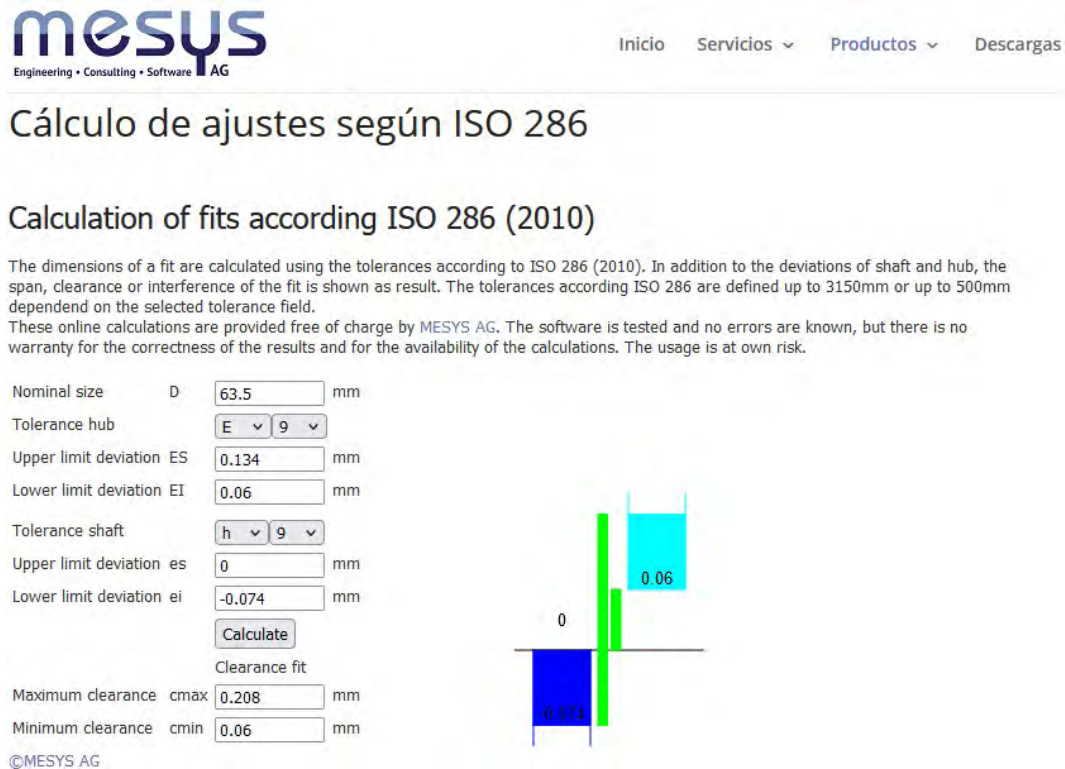 mesys
Engineering • Consulting • Software AG
Inicio Servicios Productos Descargas
Cálculo de ajustes según ISO 286
Calculation of fits according ISO 286 (2010)
The dimensions of a fit are calculated using the tolerances according to ISO 286 (2010). In addition to the deviations of shaft and hub, the
span, clearance or interference of the fit is shown as result. The tolerances according ISO 286 are defined up to 3150mm or up to 500mm
dependend on the selected tolerance field.
These online calculations are provided free of charge by MESYS AG. The software is tested and no errors are known, but there is no
warranty for the correctness of the results and for the availability of the calculations. The usage is at own risk.
Nominal size D 63.5 mm
Tolerance hub E 9
Upper limit deviation ES 0.134 mm
Lower limit deviation EI 0.06 mm
Tolerance shaft h 9
Upper limit deviation es 0 mm
Lower limit deviation ei -0.074 mm
Calculate
Clearance fit
Maximum clearance cmax 0.208 mm
Minimum clearance cmin 0.06 mm
©MESYS AG
0.06
0
-0.074